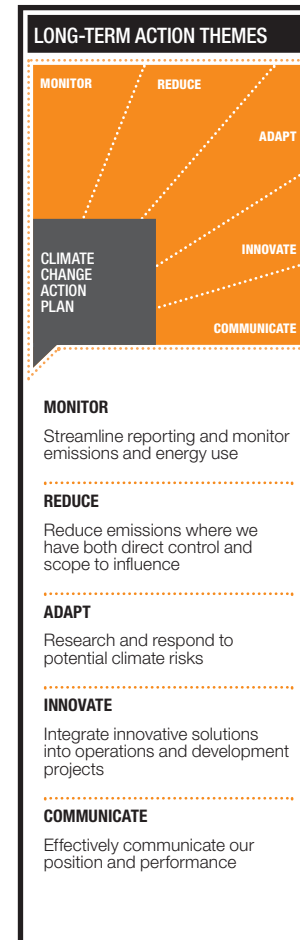 LONG-TERM ACTION THEMES
MONITOR
REDUCE
ADAPT
INNOVATE
COMMUNICATE
CLIMATE
CHANGE
ACTION
PLAN
MONITOR
Streamline reporting and monitor
emissions and energy use
REDUCE
Reduce emissions where we
have both direct control and
scope to influence
ADAPT
Research and respond to
potential climate risks
INNOVATE
Integrate innovative solutions
into operations and development
projects
COMMUNICATE
Effectively communicate our
position and performance